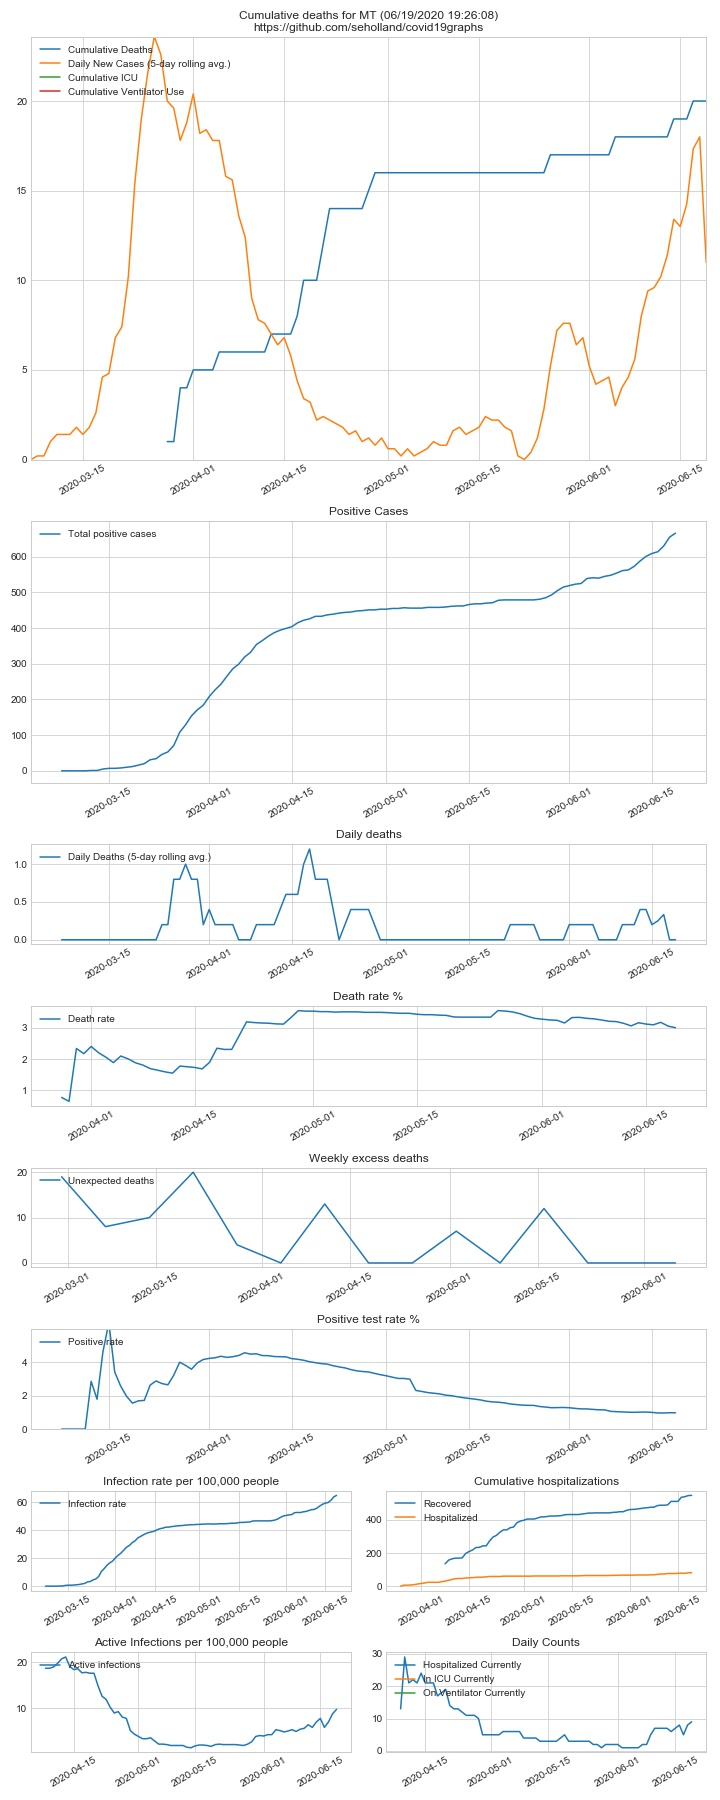 Cumulative deaths for MT (06/19/2020 19:26:08)
https://github.com/seholland/covid19graphs
Cumulative Deaths
Daily New Cases (5-day rolling avg.)
Cumulative ICU
Cumulative Ventilator Use
20
15
10
5
0
2020-03-15 2020-04-01 2020-04-15 2020-05-01 2020-05-15 2020-06-01 2020-06-15
Positive Cases
Total positive cases
600
500
400
300
200
100
0
2020-03-15 2020-04-01 2020-04-15 2020-05-01 2020-05-15 2020-06-01 2020-06-15
Daily deaths
Daily Deaths (5-day rolling avg.)
1.0
0.5
0.0
2020-03-15 2020-04-01 2020-04-15 2020-05-01 2020-05-15 2020-06-01 2020-06-15
Death rate %
Death rate
3
2
1
2020-04-01 2020-04-15 2020-05-01 2020-05-15 2020-06-01 2020-06-15
Weekly excess deaths
20
Unexpected deaths
10
0
2020-03-01 2020-03-15 2020-04-01 2020-04-15 2020-05-01 2020-05-15 2020-06-01
Positive test rate %
Positive rate
4
2
0
2020-03-15 2020-04-01 2020-04-15 2020-05-01 2020-05-15 2020-06-01 2020-06-15
Infection rate per 100,000 people
60
Infection rate
40
20
0
2020-03-15 2020-04-01 2020-04-15 2020-05-01 2020-05-15 2020-06-01 2020-06-15
Cumulative hospitalizations
Recovered
Hospitalized
400
200
0
2020-04-01 2020-04-15 2020-05-01 2020-05-15 2020-06-01 2020-06-15
Active Infections per 100,000 people
20
Active infections
10
2020-04-15 2020-05-01 2020-05-15 2020-06-01 2020-06-15
Daily Counts
30
Hospitalized Currently
In ICU Currently
On Ventilator Currently
20
10
0
2020-04-15 2020-05-01 2020-05-15 2020-06-01 2020-06-15